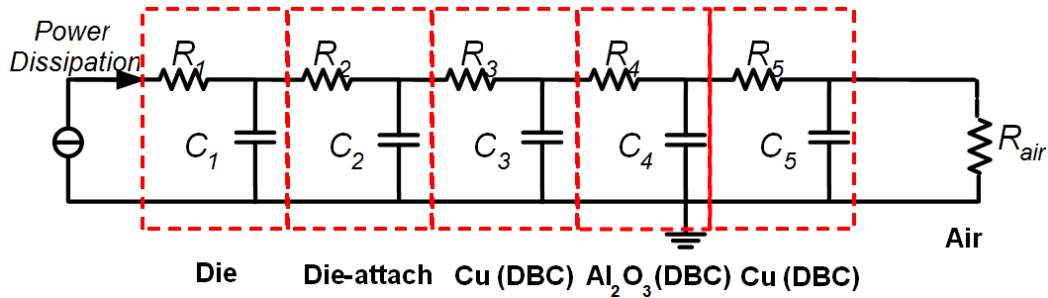 Power
Dissipation
R1
R2
R3
R4
R5
C1
C2
C3
C4
C5
Rair
Air
Die
Die-attach
Cu (DBC)
Al2O3 (DBC)
Cu (DBC)